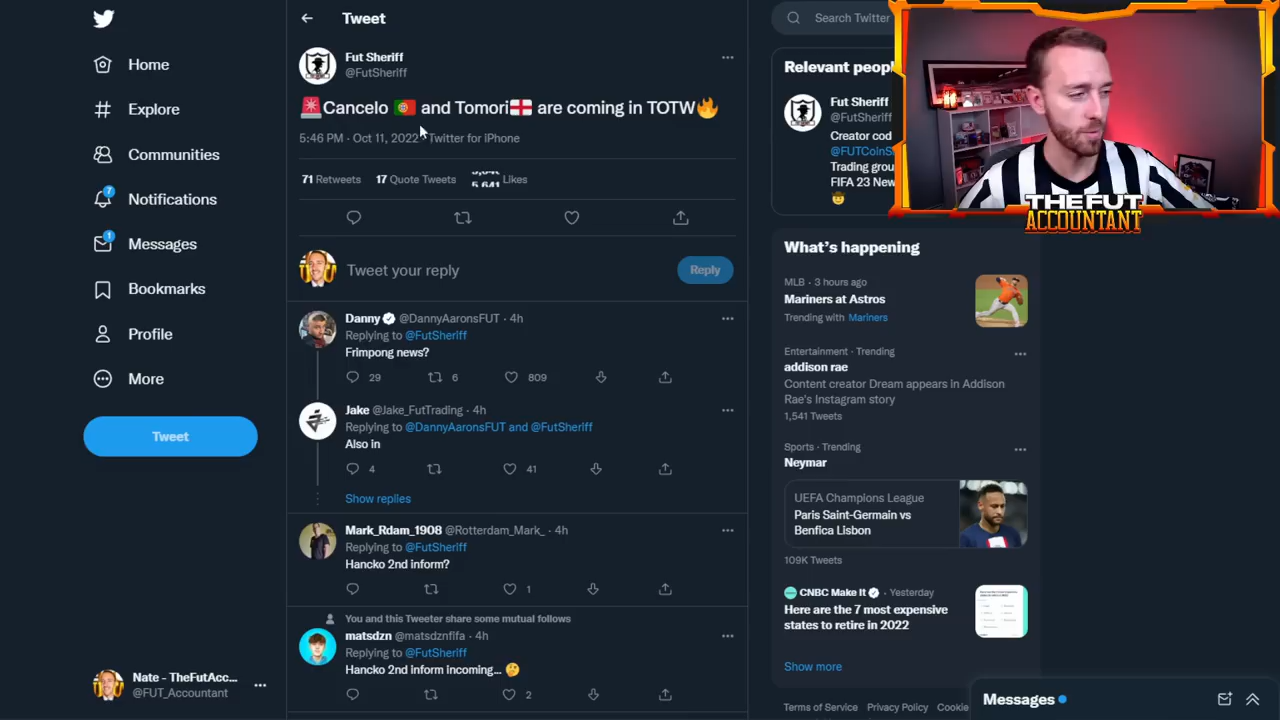 Home
Explore
Communities
7
Notifications
1
Messages
Bookmarks
Profile
More
Tweet
Nate - TheFutAcc...
@FUT_Accountant
Tweet
Fut Sheriff
@FutSheriff
🚨Cancelo 🇵🇹 and Tomori🏴󠁧󠁢󠁥󠁮󠁧󠁿 are coming in TOTW🔥
5:46 PM · Oct 11, 2022 · Twitter for iPhone
71 Retweets 17 Quote Tweets 5,641 Likes
Tweet your reply
Reply
Danny @DannyAaronsFUT · 4h
Replying to @FutSheriff
Frimpong news?
29 6 809
Jake @Jake_FutTrading · 4h
Replying to @DannyAaronsFUT and @FutSheriff
Also in
4 41
Show replies
Mark_Rdam_1908 @Rotterdam_Mark_ · 4h
Replying to @FutSheriff
Hancko 2nd inform?
1
You and this Tweeter share some mutual follows
matsdzn @matsdznfifa · 4h
Replying to @FutSheriff
Hancko 2nd inform incoming... 🤔
2
Search Twitter
Relevant peopl
Fut Sheriff
@FutSheriff
Creator cod
@FUTCoinS
Trading grou
FIFA 23 New
THE FUT
ACCOUNTANT
What's happening
MLB · 3 hours ago
Mariners at Astros
Trending with Mariners
Entertainment · Trending
addison rae
Content creator Dream appears in Addison
Rae's Instagram story
1,541 Tweets
Sports · Trending
Neymar
UEFA Champions League
Paris Saint-Germain vs
Benfica Lisbon
109K Tweets
CNBC Make It · Yesterday
Here are the 7 most expensive
states to retire in 2022
Show more
Terms of Service Privacy Policy Cookie
Messages